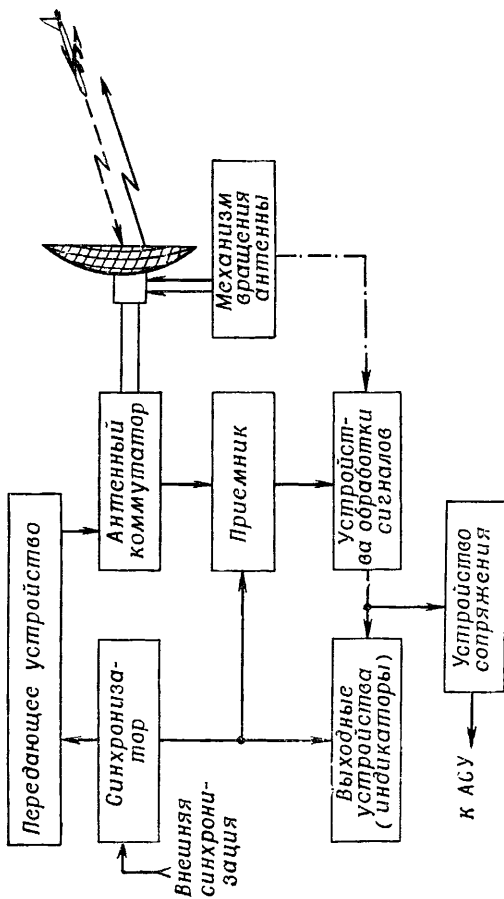 Передающее устройство
Синхрониза-
тор
Внешняя
синхрони-
зация
Антенный
коммутатор
Приемник
Механизм
вращения
антенны
Выходные
устройства
(индикаторы)
Устройст-
ва обработки
сигналов
Устройство
сопряжения
К АСУ